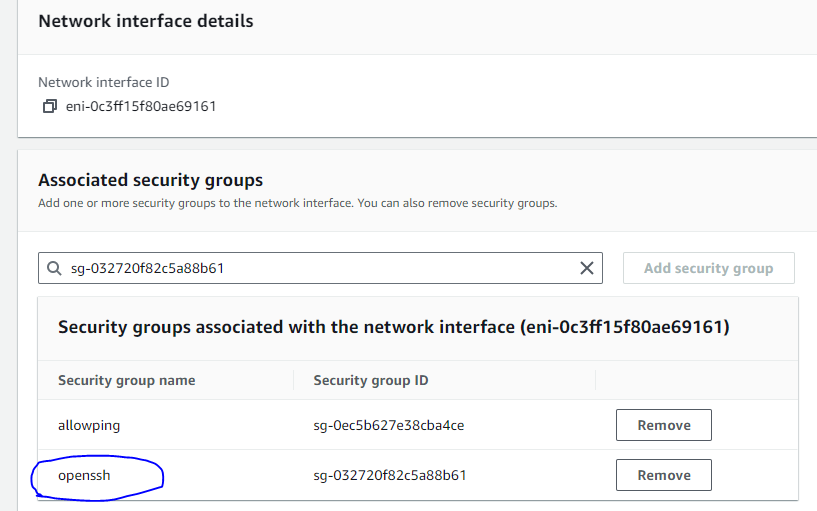 Network interface details
Network interface ID
eni-0c3ff15f80ae69161
Associated security groups
Add one or more security groups to the network interface. You can also remove security groups.
sg-032720f82c5a88b61
Add security group
Security groups associated with the network interface (eni-0c3ff15f80ae69161)
Security group name Security group ID
allowping sg-0ec5b627e38cba4ce Remove
openssh sg-032720f82c5a88b61 Remove